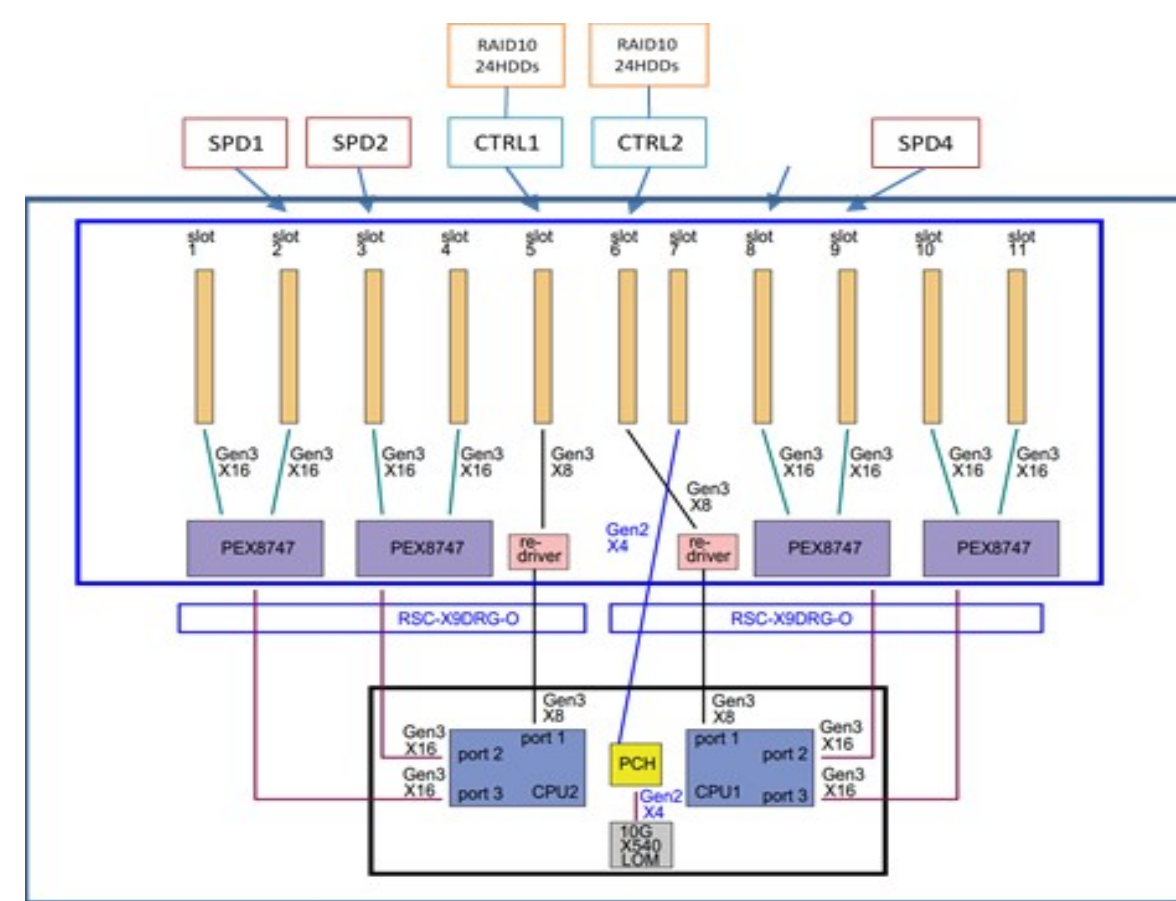 RAID10
24HDDs
RAID10
24HDDs
SPD1
SPD2
CTRL1
CTRL2
SPD4
slot
1
slot
2
slot
3
slot
4
slot
5
slot
6
slot
7
slot
8
slot
9
slot
10
slot
11
Gen3
X16
Gen3
X16
Gen3
X16
Gen3
X16
Gen3
X8
Gen3
X8
Gen2
X4
Gen3
X16
Gen3
X16
Gen3
X16
Gen3
X16
PEX8747
PEX8747
re-
driver
re-
driver
PEX8747
PEX8747
RSC-X9DRG-O
RSC-X9DRG-O
Gen3
X8
Gen3
X16
port 1
port 2
Gen3
X16
port 3
CPU2
PCH
Gen2
X4
10G
X540
LOM
Gen3
X8
port 1
port 2
Gen3
X16
CPU1
port 3
Gen3
X16